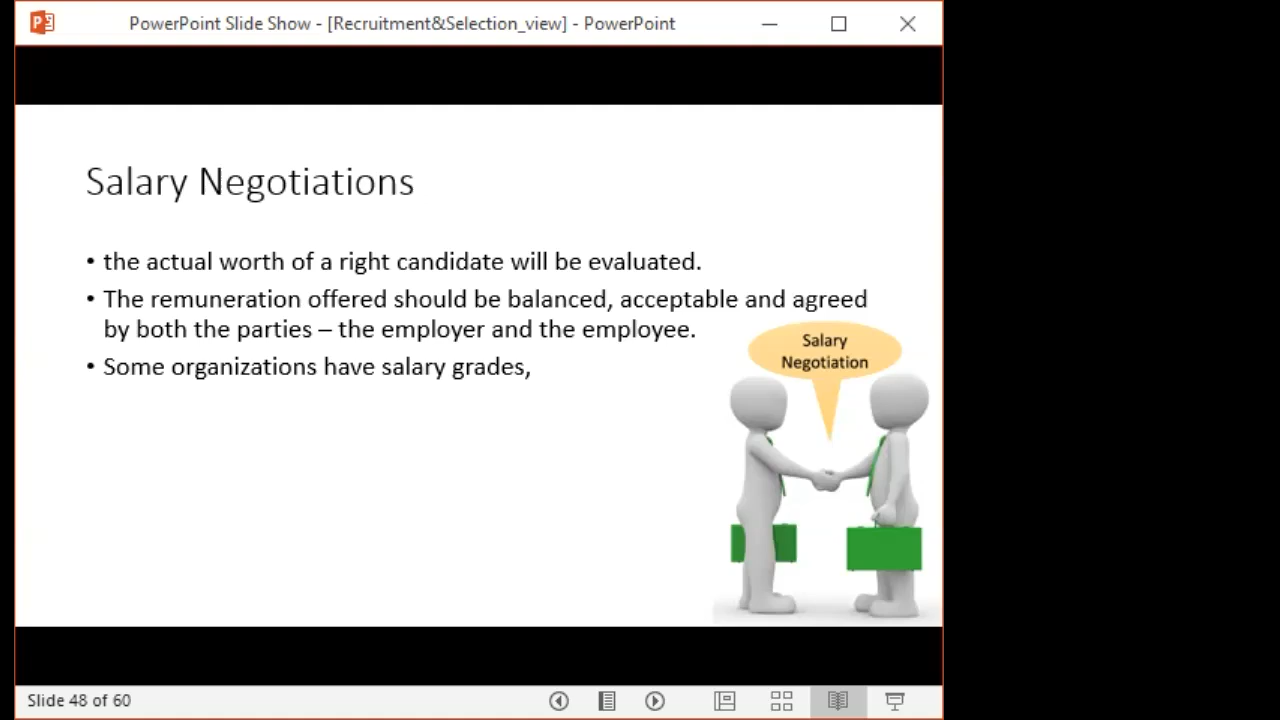 PowerPoint Slide Show - [Recruitment&Selection_view] - PowerPoint
Salary Negotiations
• the actual worth of a right candidate will be evaluated.
• The remuneration offered should be balanced, acceptable and agreed
by both the parties – the employer and the employee.
• Some organizations have salary grades,
Salary
Negotiation
Slide 48 of 60